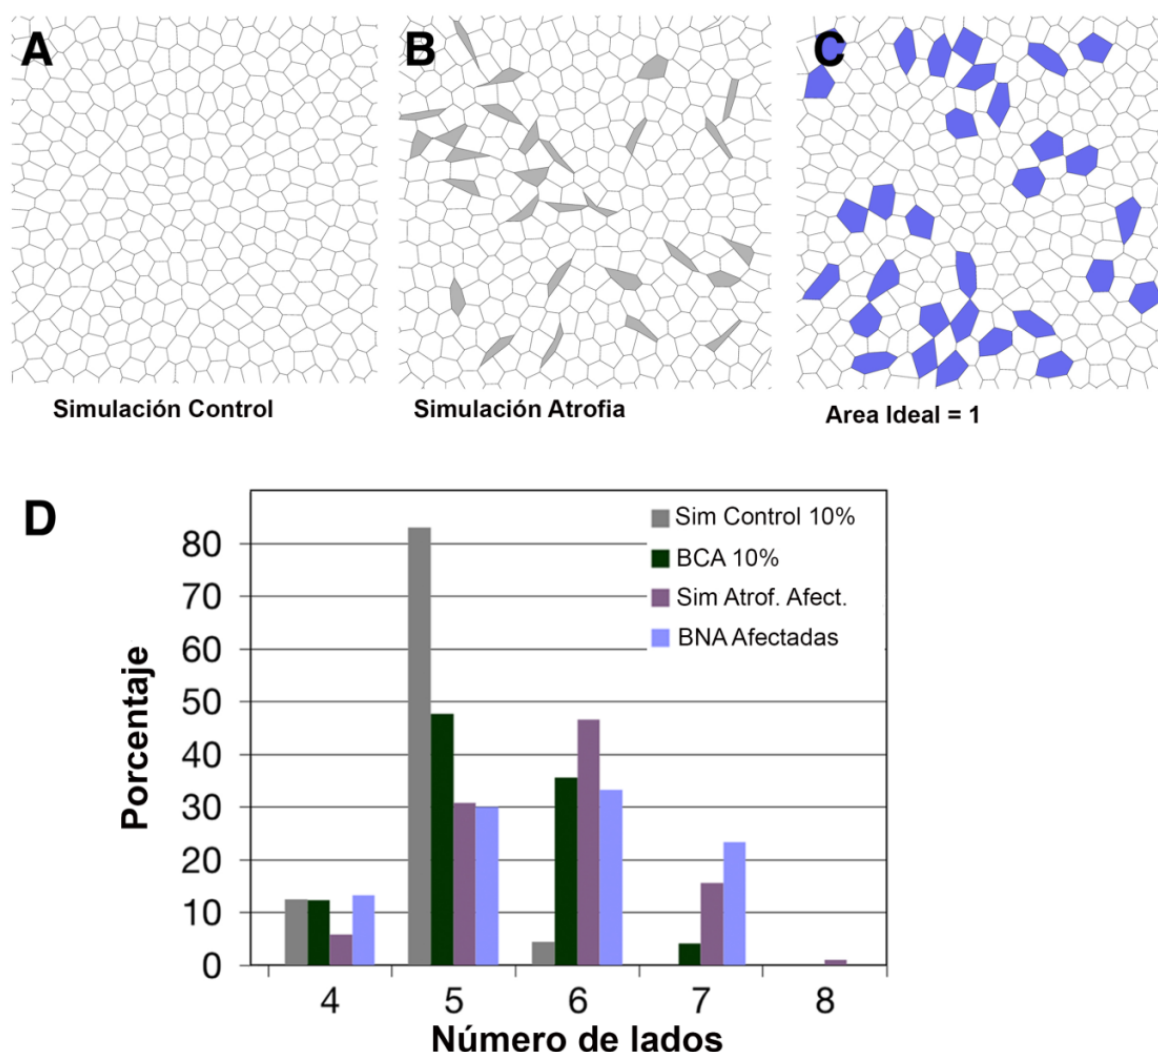 A
B
C
Simulación Control
Simulación Atrofia
Area Ideal = 1
D
Sim Control 10%
BCA 10%
Sim Atrof. Afect.
BNA Afectadas
Porcentaje
80
70
60
50
40
30
20
10
0
4 5 6 7 8
Número de lados